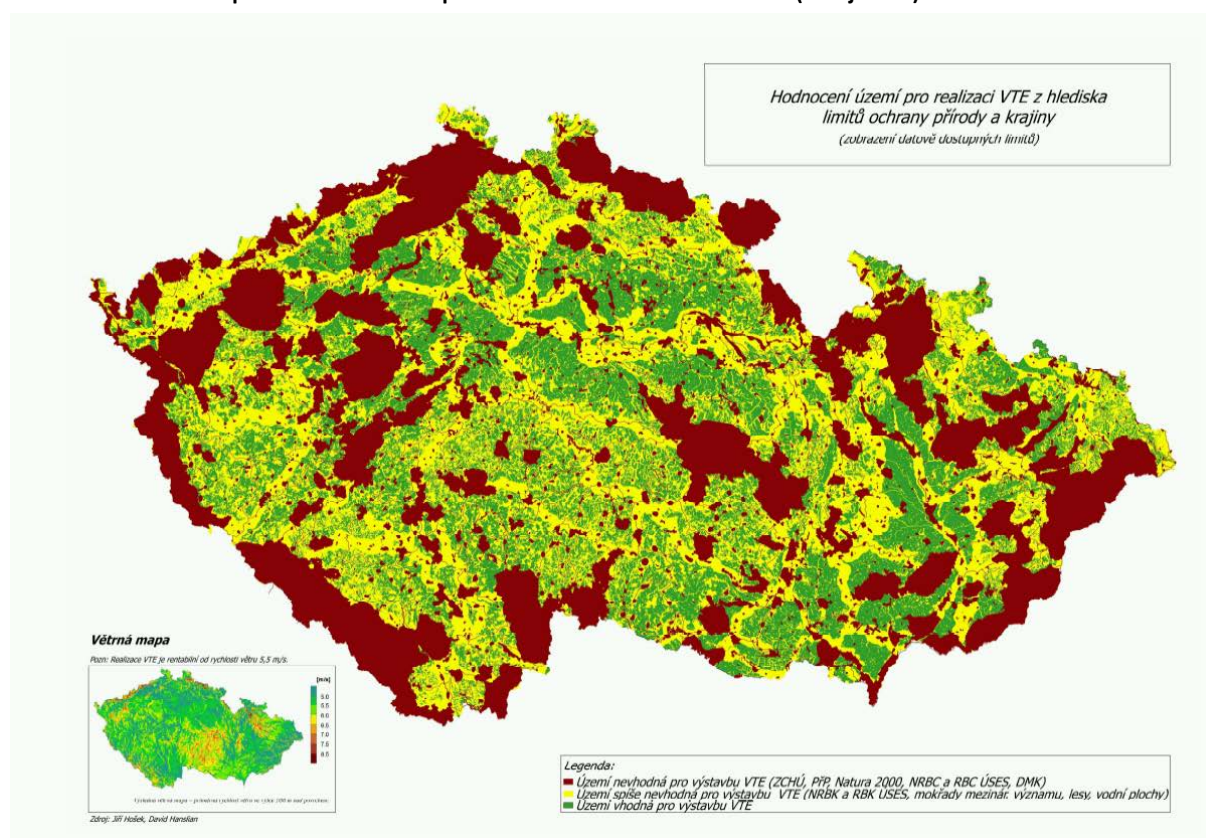 Hodnocení území pro realizaci VTE z hlediska
limitů ochrany přírody a krajiny
(zobrazení datově dostupných limitů)
Větrná mapa
Pozn: Realizace VTE je rentabilní od rychlosti větru 5,5 m/s.
[m/s]
5.0
5.5
6.0
6.5
7.0
7.5
8.0
Zdroj: Jiří Hošek, David Hanslian
Legenda:
Území nevhodná pro výstavbu VTE (ZCHÚ, PřP, Natura 2000, NRBC a RBC ÚSES, DMK)
Území spíše nevhodná pro výstavbu VTE (NRBK a RBK ÚSES, mokřady mezinár. významu, lesy, vodní plochy)
Území vhodná pro výstavbu VTE